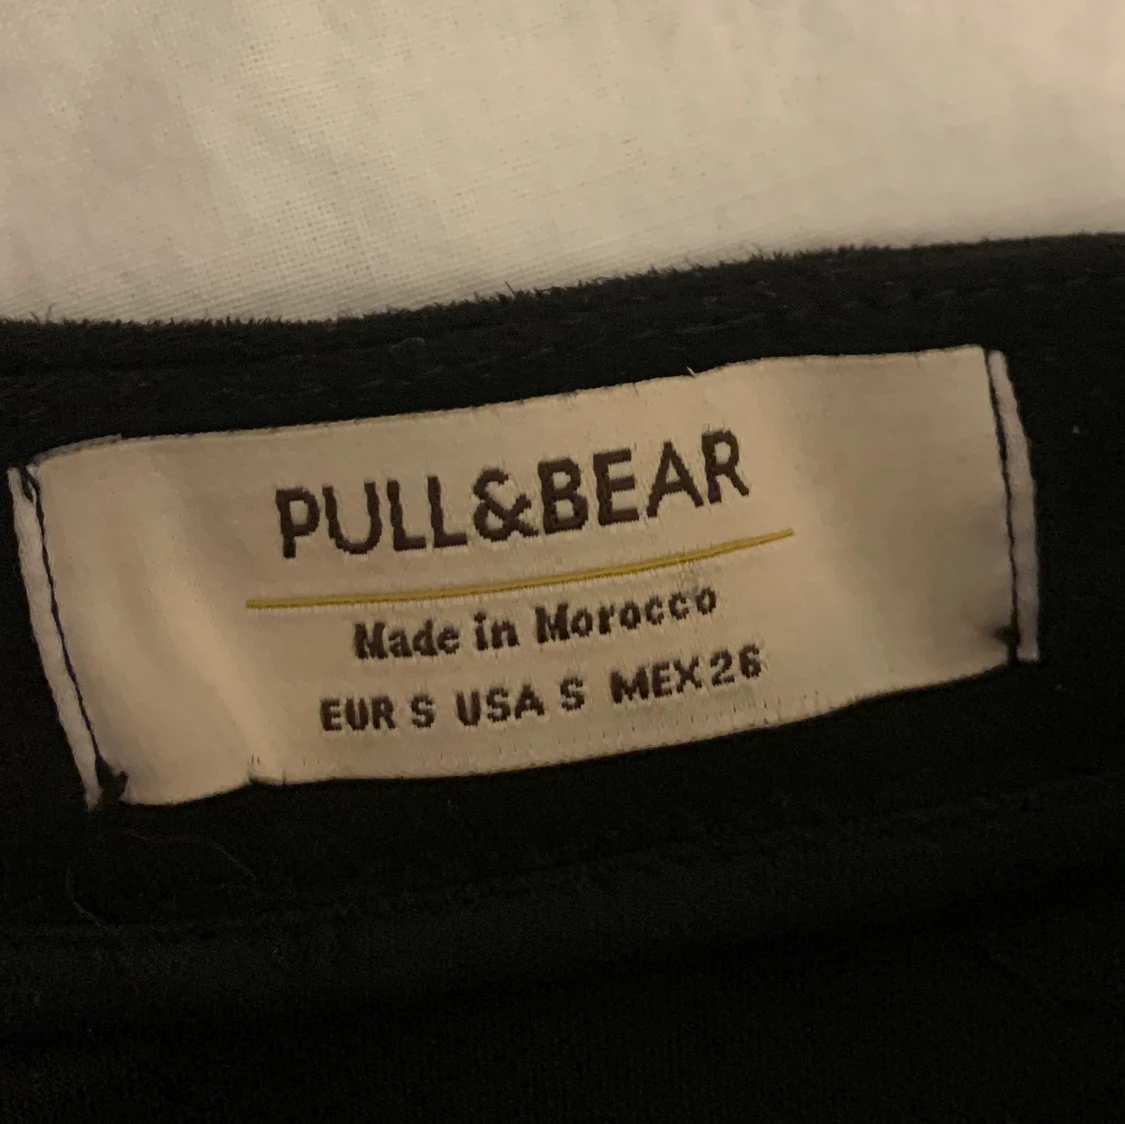 PULL&BEAR
Made in Morocco
EUR S USA S MEX 26